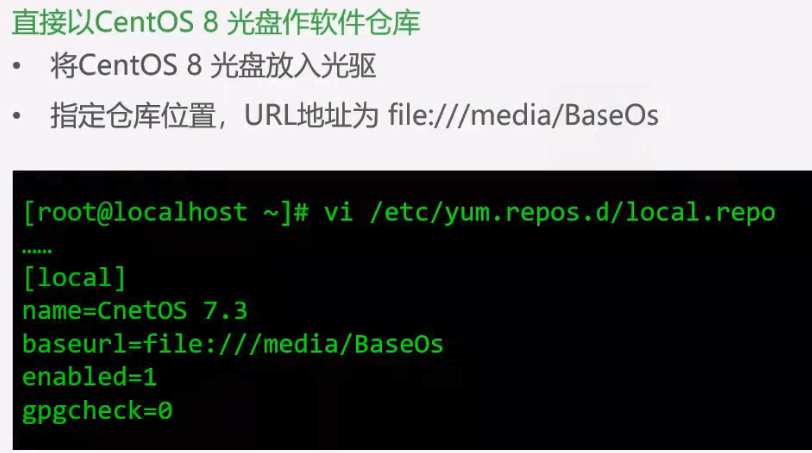 直接以CentOS 8 光盘作软件仓库
• 将CentOS 8 光盘放入光驱
• 指定仓库位置，URL地址为 file:///media/BaseOs
[root@localhost ~]# vi /etc/yum.repos.d/local.repo
……
[local]
name=CnetOS 7.3
baseurl=file:///media/BaseOs
enabled=1
gpgcheck=0